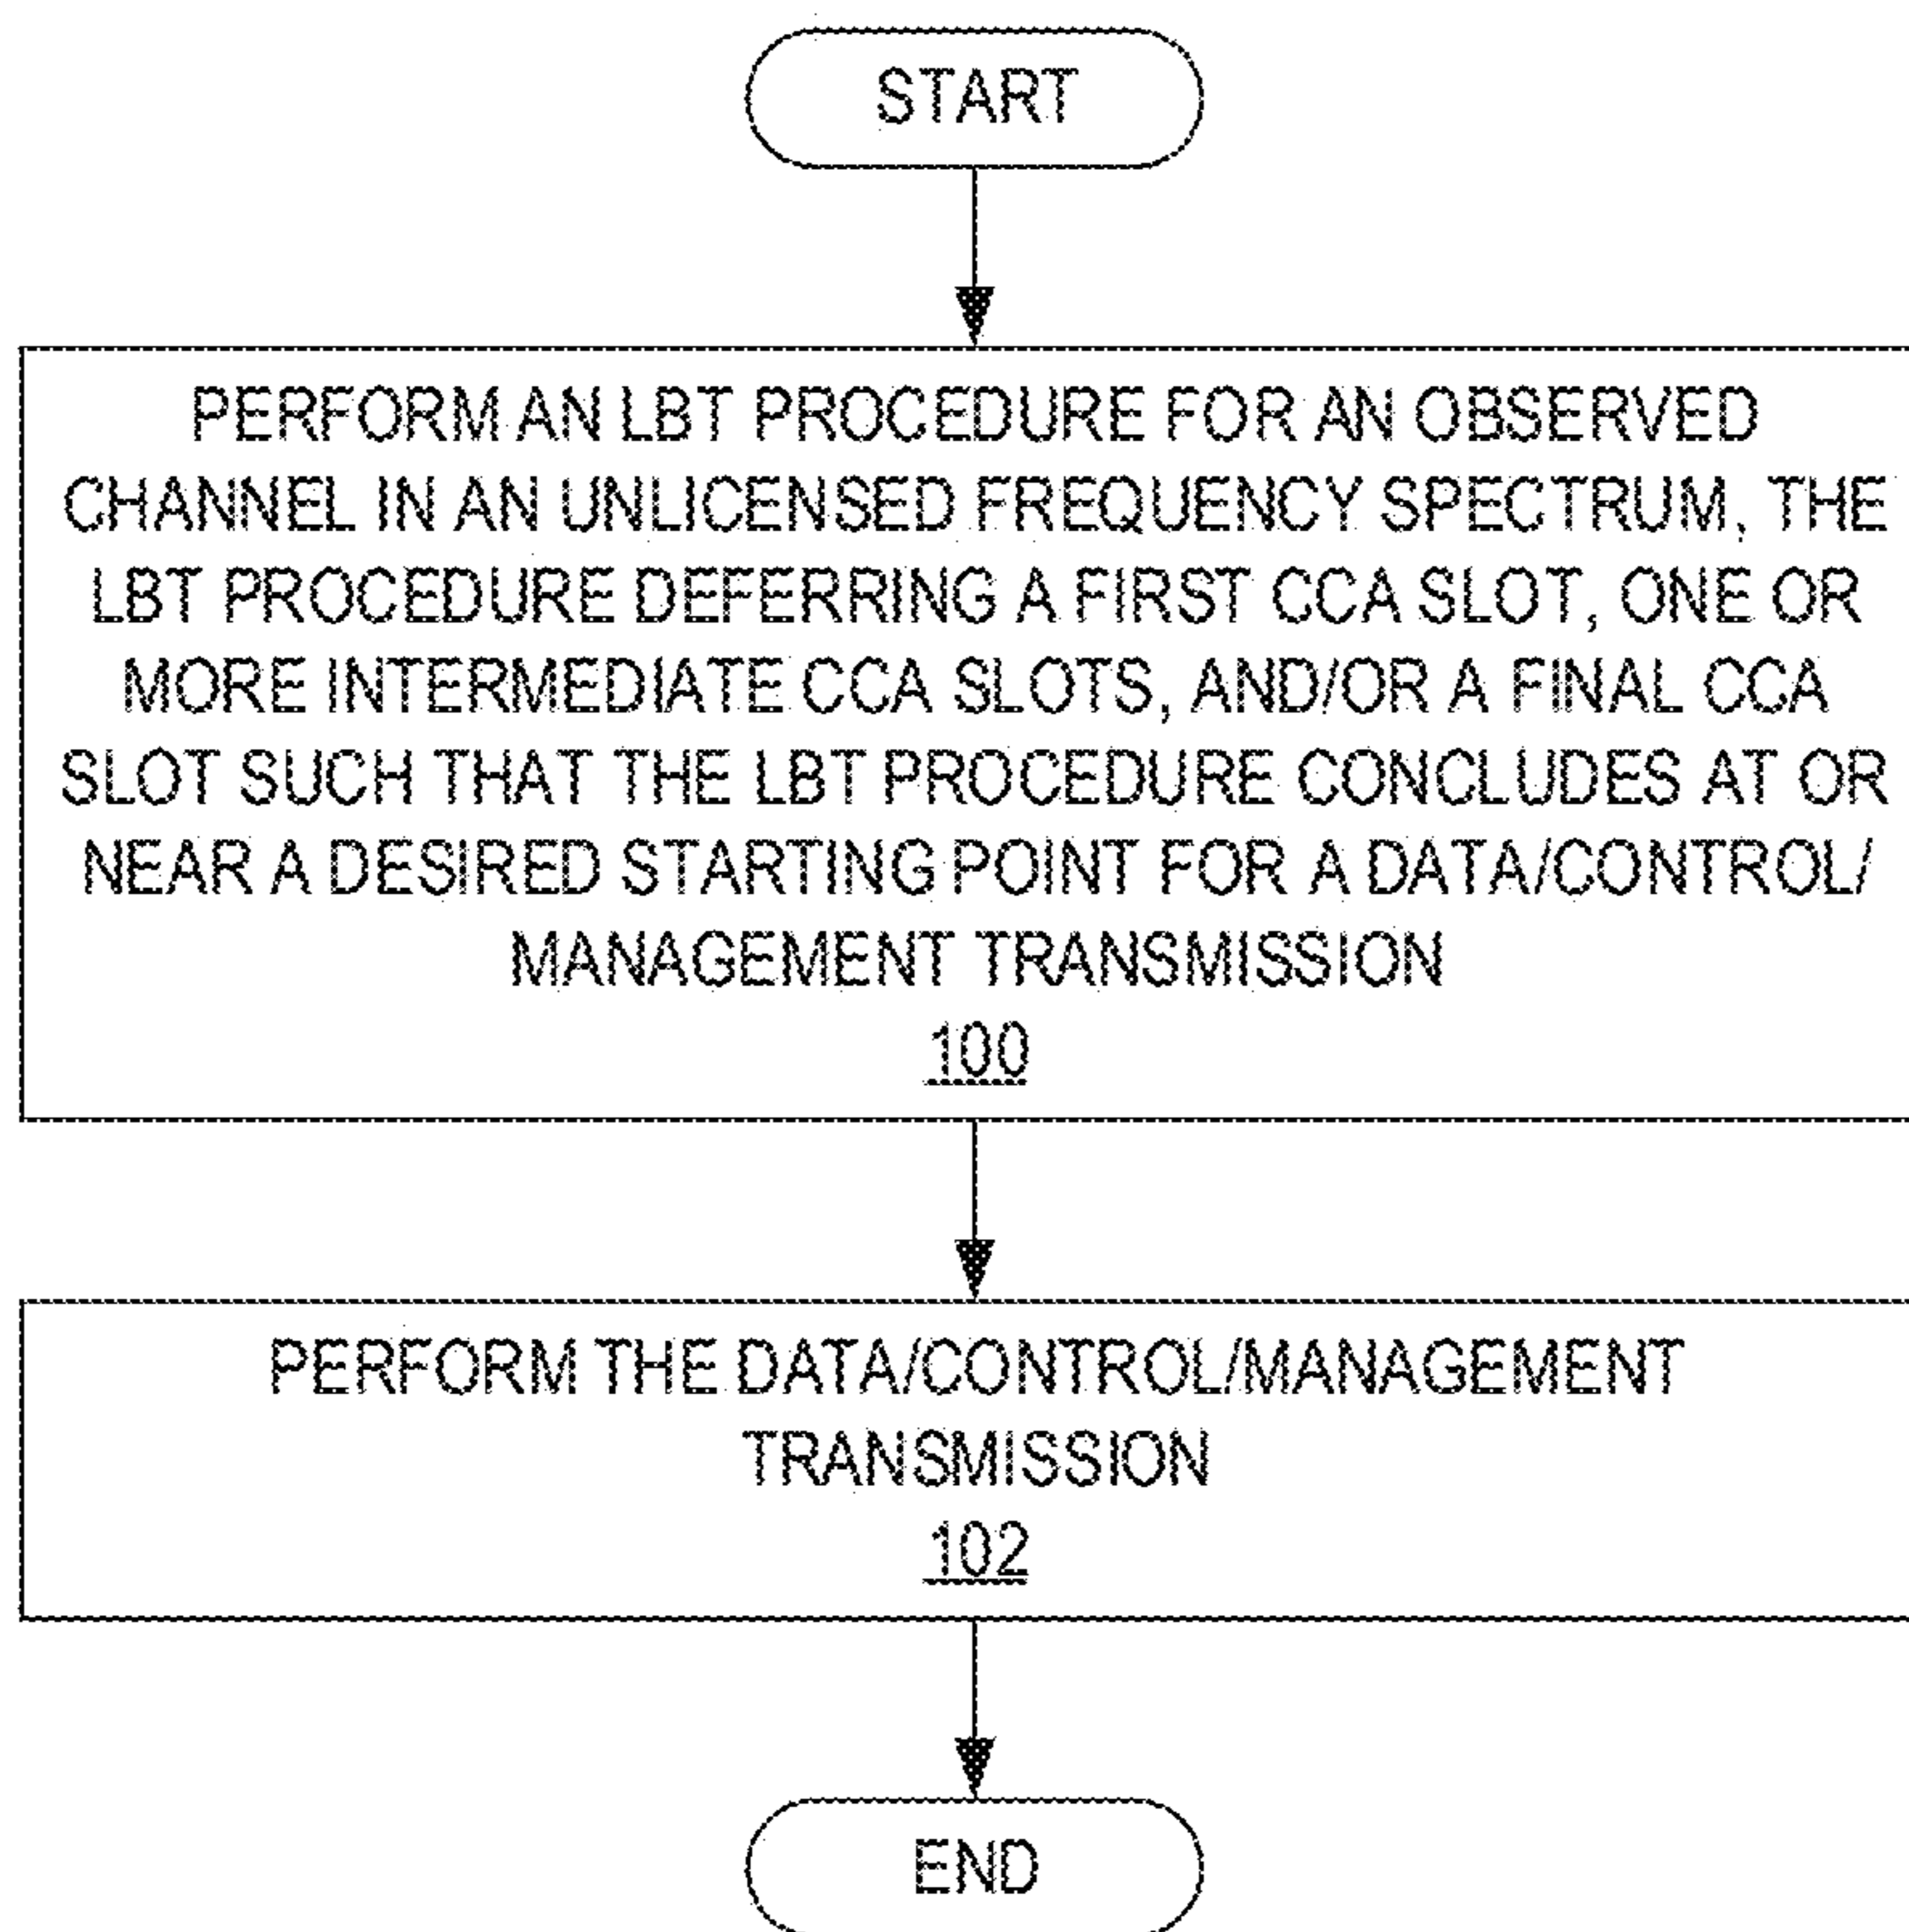 START
PERFORM AN LBT PROCEDURE FOR AN OBSERVED
CHANNEL IN AN UNLICENSED FREQUENCY SPECTRUM, THE
LBT PROCEDURE DEFERRING A FIRST CCA SLOT, ONE OR
MORE INTERMEDIATE CCA SLOTS, AND/OR A FINAL CCA
SLOT SUCH THAT THE LBT PROCEDURE CONCLUDES AT OR
NEAR A DESIRED STARTING POINT FOR A DATA/CONTROL/
MANAGEMENT TRANSMISSION
100
PERFORM THE DATA/CONTROL/MANAGEMENT
TRANSMISSION
102
END